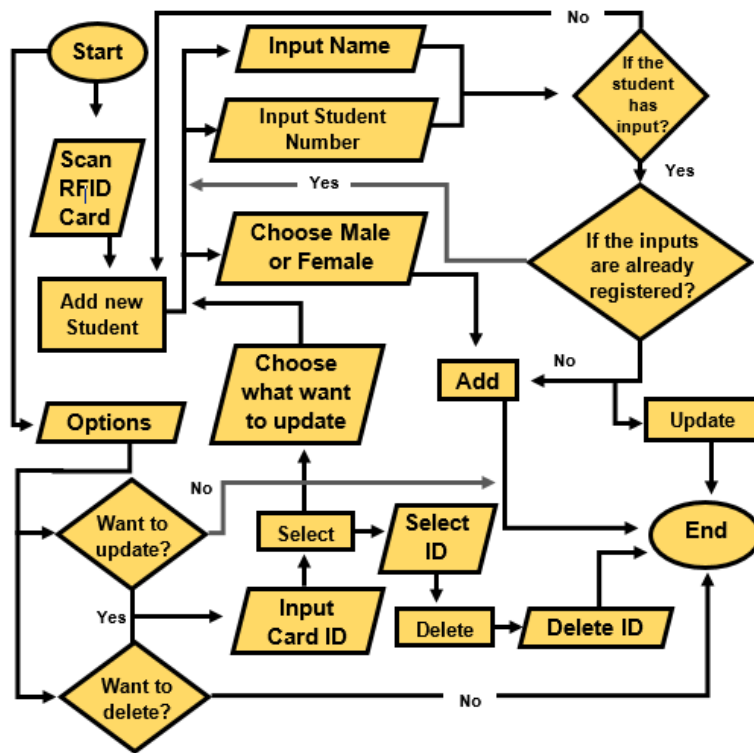 Start
No
Input Name
If the
student
has
input?
Input Student
Number
Scan
RFID
Card
Yes
Yes
Choose Male
or Female
If the inputs
are already
registered?
Add new
Student
Choose
what want
to update
No
Add
Options
Update
No
Want to
update?
Select
Select
ID
End
Yes
Input
Card ID
Delete
Delete ID
Want to
delete?
No